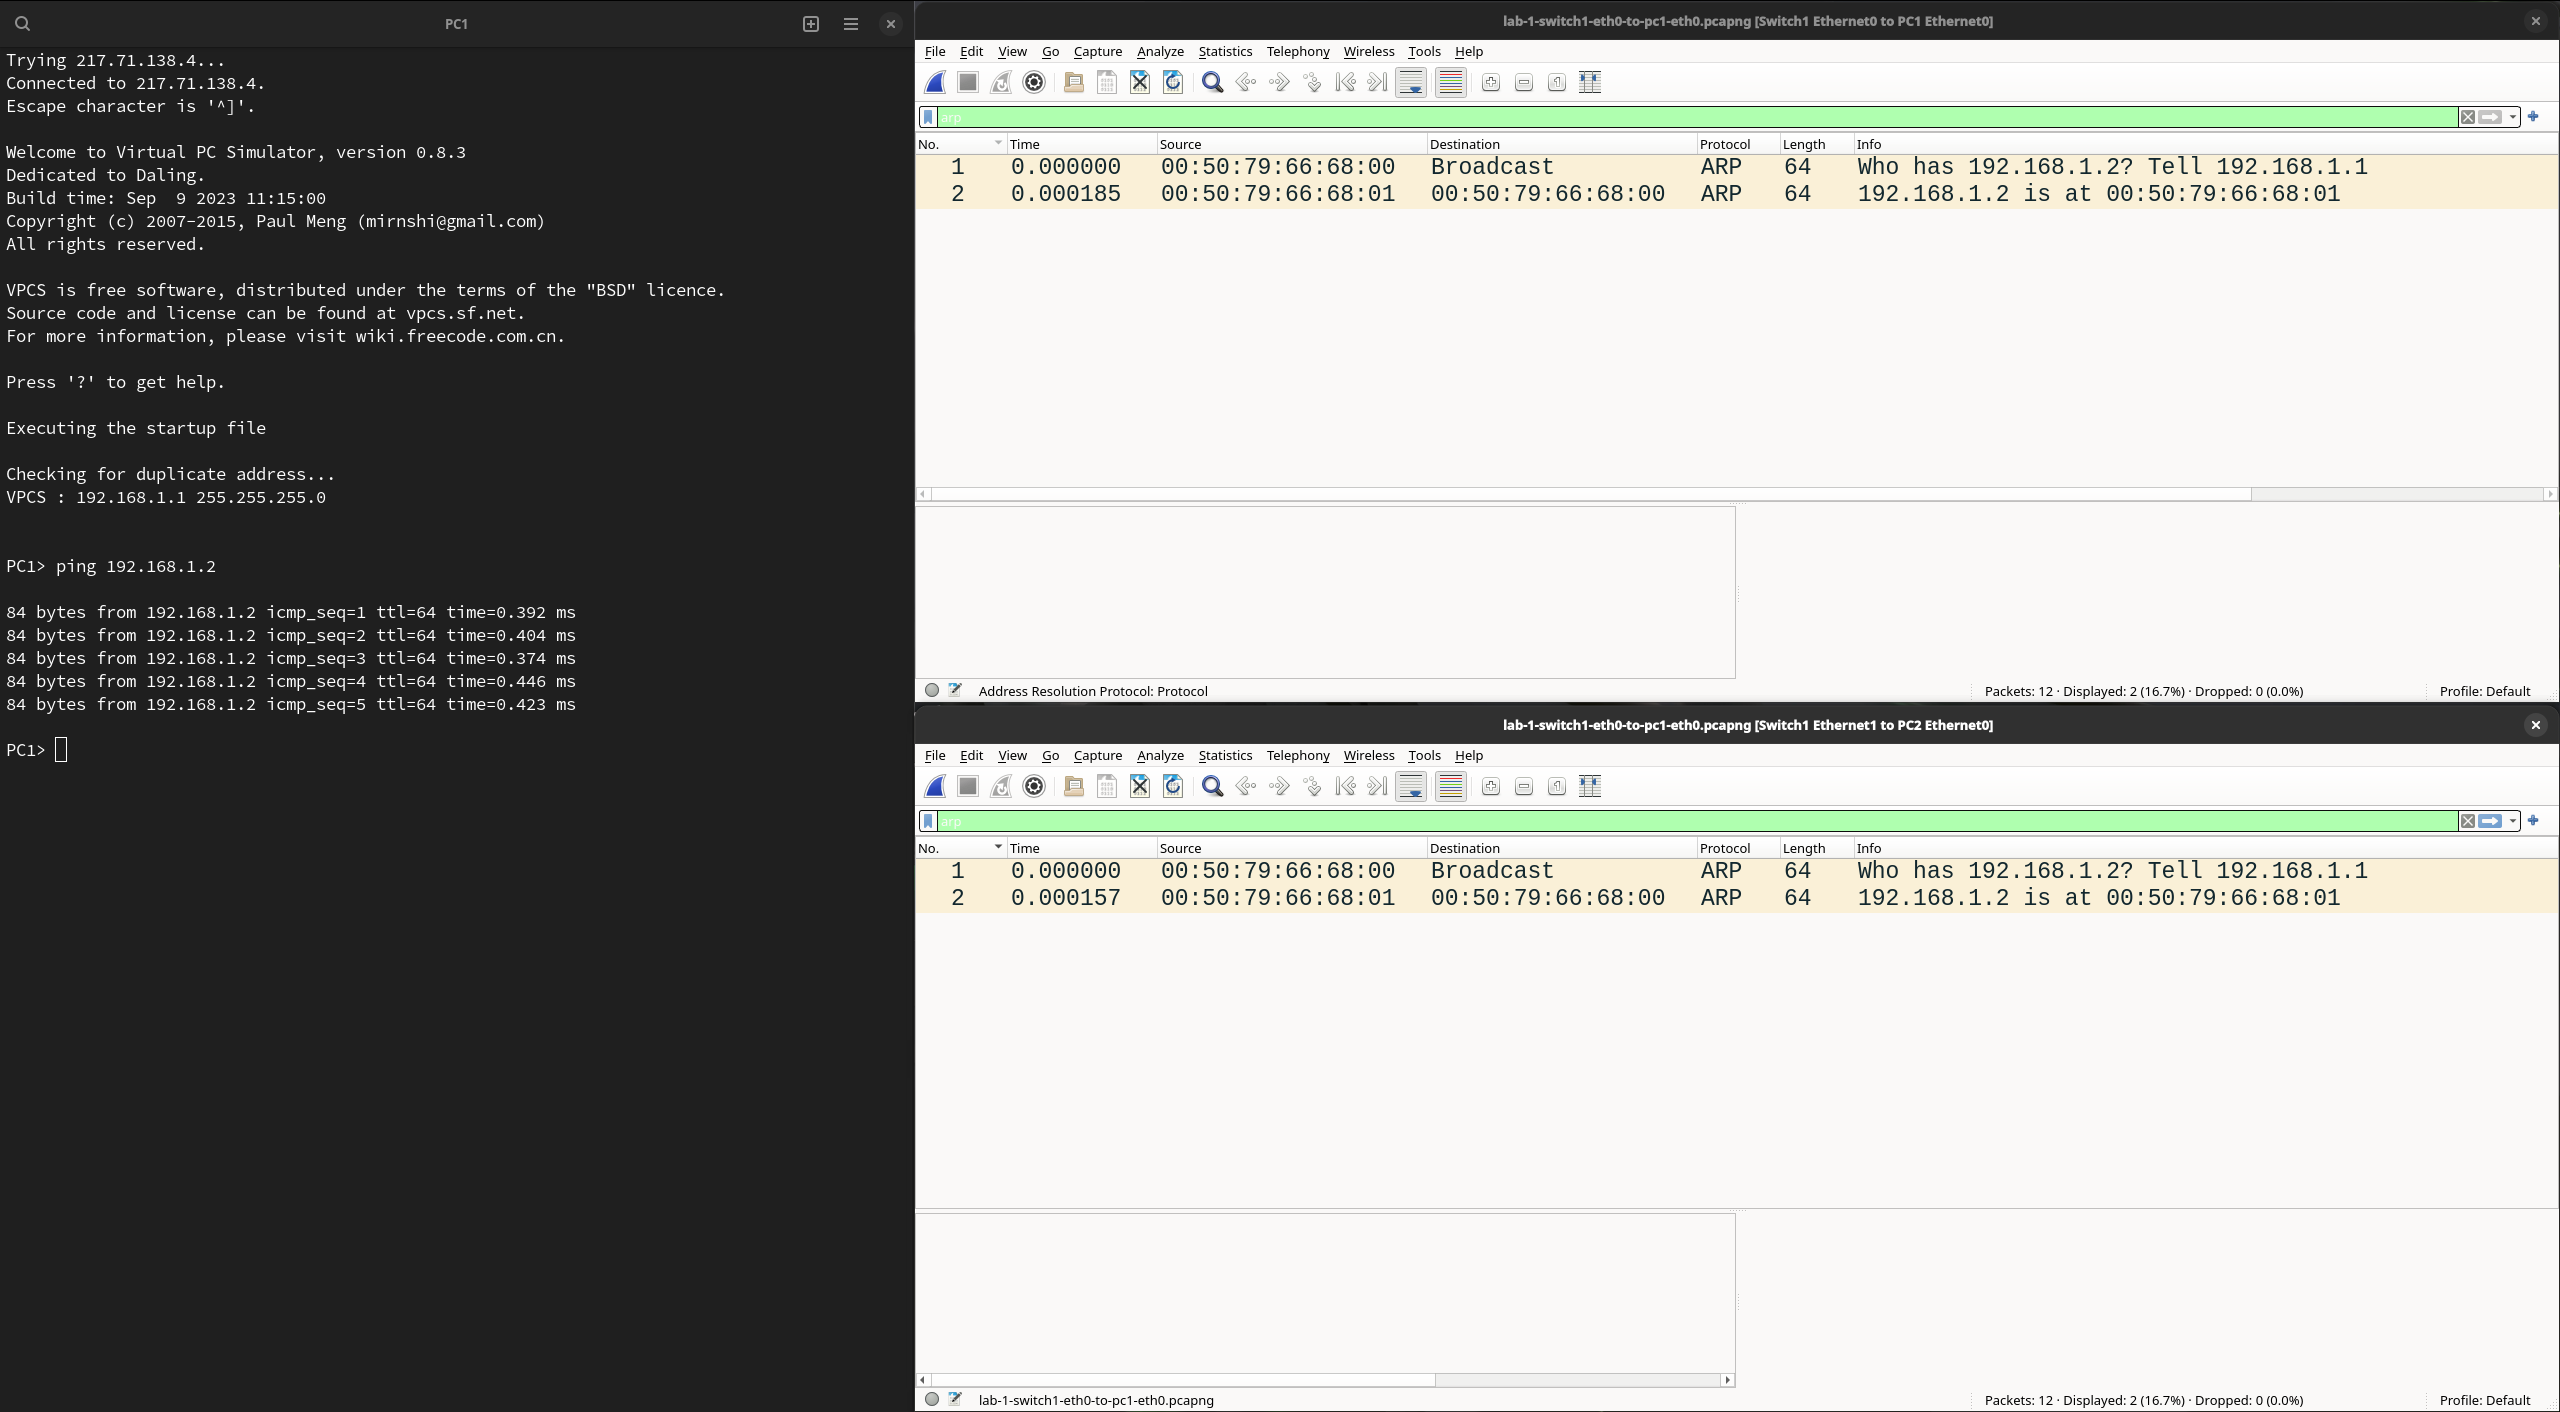 PC1
Trying 217.71.138.4...
Connected to 217.71.138.4.
Escape character is '^]'.
Welcome to Virtual PC Simulator, version 0.8.3
Dedicated to Daling.
Build time: Sep  9 2023 11:15:00
Copyright (c) 2007-2015, Paul Meng (mirnshi@gmail.com)
All rights reserved.
VPCS is free software, distributed under the terms of the "BSD" licence.
Source code and license can be found at vpcs.sf.net.
For more information, please visit wiki.freecode.com.cn.
Press '?' to get help.
Executing the startup file
Checking for duplicate address...
VPCS : 192.168.1.1 255.255.255.0
PC1> ping 192.168.1.2
84 bytes from 192.168.1.2 icmp_seq=1 ttl=64 time=0.392 ms
84 bytes from 192.168.1.2 icmp_seq=2 ttl=64 time=0.404 ms
84 bytes from 192.168.1.2 icmp_seq=3 ttl=64 time=0.374 ms
84 bytes from 192.168.1.2 icmp_seq=4 ttl=64 time=0.446 ms
84 bytes from 192.168.1.2 icmp_seq=5 ttl=64 time=0.423 ms
PC1>
lab-1-switch1-eth0-to-pc1-eth0.pcapng [Switch1 Ethernet0 to PC1 Ethernet0]
File Edit View Go Capture Analyze Statistics Telephony Wireless Tools Help
arp
No. Time Source Destination Protocol Length Info
1 0.000000 00:50:79:66:68:00 Broadcast ARP 64 Who has 192.168.1.2? Tell 192.168.1.1
2 0.000185 00:50:79:66:68:01 00:50:79:66:68:00 ARP 64 192.168.1.2 is at 00:50:79:66:68:01
Address Resolution Protocol: Protocol Packets: 12 · Displayed: 2 (16.7%) · Dropped: 0 (0.0%) Profile: Default
lab-1-switch1-eth0-to-pc1-eth0.pcapng [Switch1 Ethernet1 to PC2 Ethernet0]
File Edit View Go Capture Analyze Statistics Telephony Wireless Tools Help
arp
No. Time Source Destination Protocol Length Info
1 0.000000 00:50:79:66:68:00 Broadcast ARP 64 Who has 192.168.1.2? Tell 192.168.1.1
2 0.000157 00:50:79:66:68:01 00:50:79:66:68:00 ARP 64 192.168.1.2 is at 00:50:79:66:68:01
lab-1-switch1-eth0-to-pc1-eth0.pcapng Packets: 12 · Displayed: 2 (16.7%) · Dropped: 0 (0.0%) Profile: Default